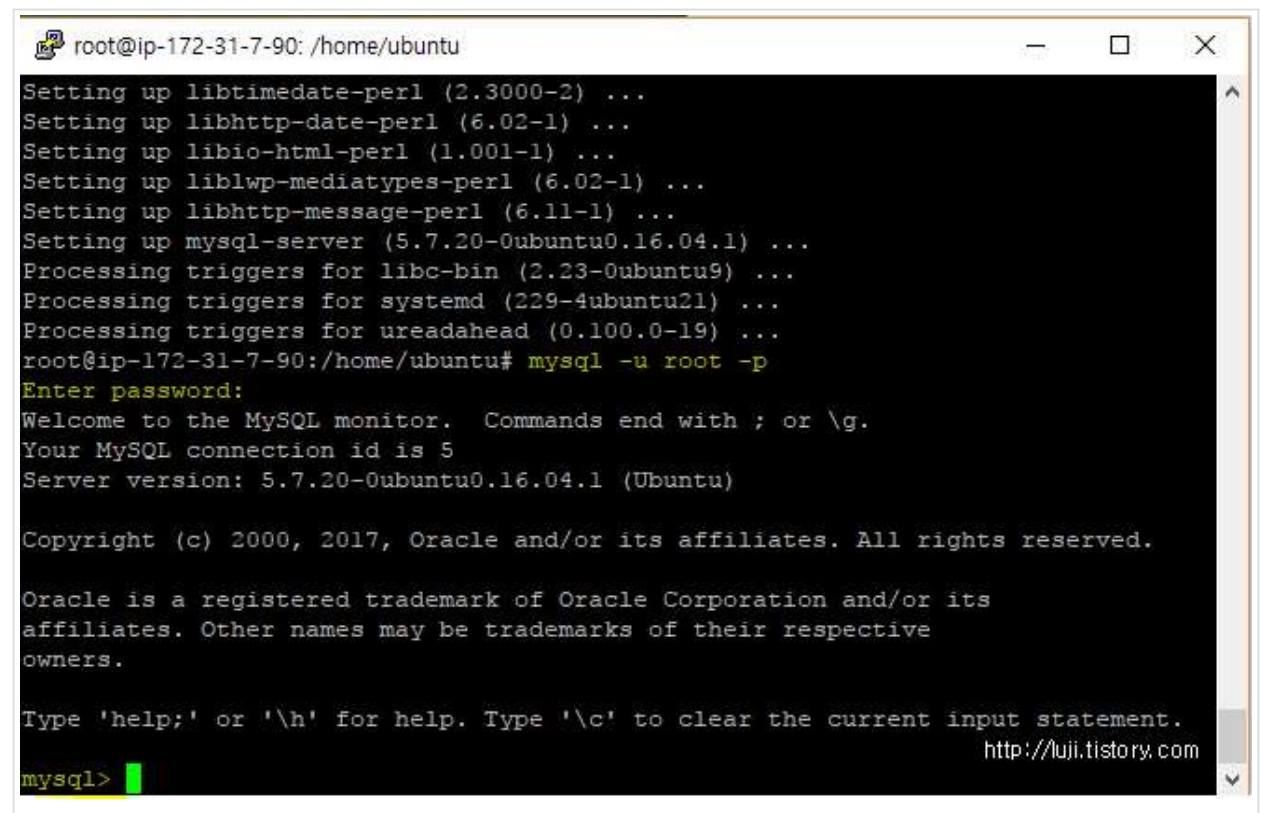 root@ip-172-31-7-90: /home/ubuntu
Setting up libtimedate-perl (2.3000-2) ...
Setting up libhttp-date-perl (6.02-1) ...
Setting up libio-html-perl (1.001-1) ...
Setting up liblwp-mediatypes-perl (6.02-1) ...
Setting up libhttp-message-perl (6.11-1) ...
Setting up mysql-server (5.7.20-0ubuntu0.16.04.1) ...
Processing triggers for libc-bin (2.23-0ubuntu9) ...
Processing triggers for systemd (229-4ubuntu21) ...
Processing triggers for ureadahead (0.100.0-19) ...
root@ip-172-31-7-90:/home/ubuntu# mysql -u root -p
Enter password:
Welcome to the MySQL monitor.  Commands end with ; or \g.
Your MySQL connection id is 5
Server version: 5.7.20-0ubuntu0.16.04.1 (Ubuntu)
Copyright (c) 2000, 2017, Oracle and/or its affiliates. All rights reserved.
Oracle is a registered trademark of Oracle Corporation and/or its
affiliates. Other names may be trademarks of their respective
owners.
Type 'help;' or '\h' for help. Type '\c' to clear the current input statement.
http://luji.tistory.com
mysql>